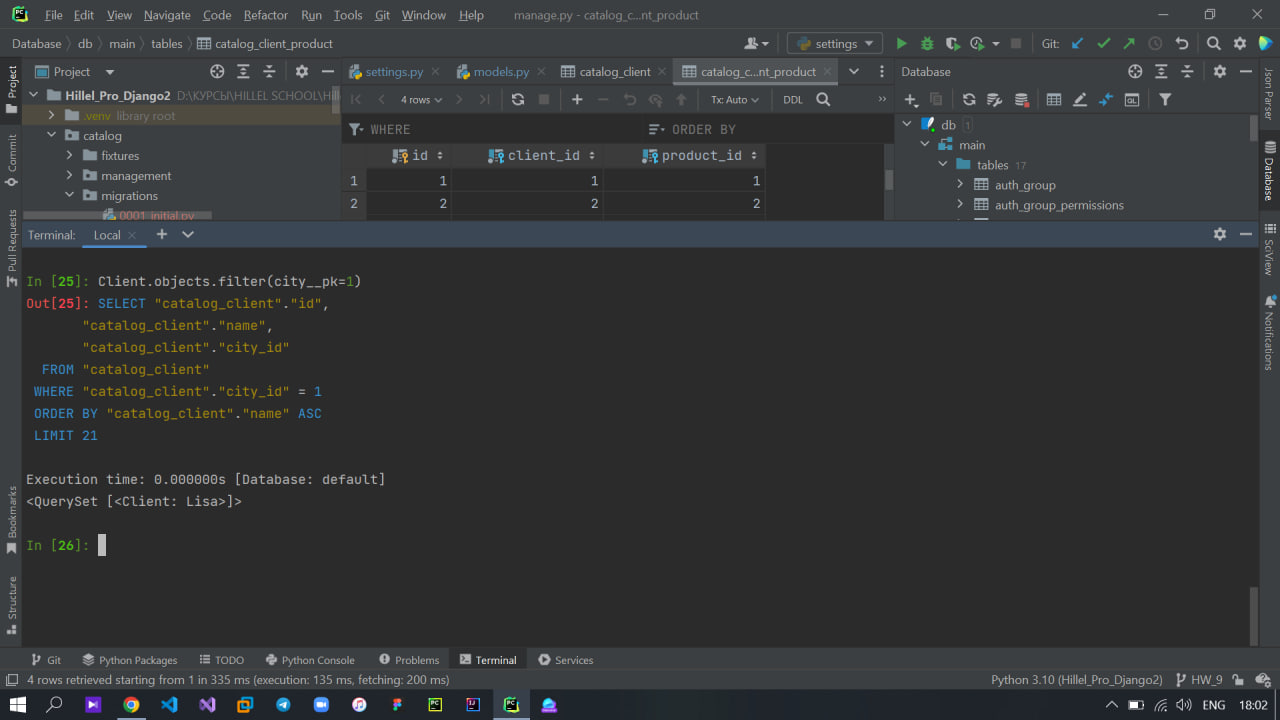 File Edit View Navigate Code Refactor Run Tools Git Window Help manage.py - catalog_c...nt_product
Database db main tables catalog_client_product settings Git:
Project settings.py models.py catalog_client catalog_c...nt_product Database
Hillel_Pro_Django2 D:\КУРСЫ\HILLEL SCHOOL\Hil
4 rows Tx: Auto DDL
.venv library root
catalog
fixtures
management
migrations
0001_initial.py
WHERE ORDER BY
id client_id product_id
1 1 1 1
2 2 2 2
db 1
main
tables 17
auth_group
auth_group_permissions
Project
Commit
Pull Requests
Bookmarks
Structure
Json Parser
Database
SciView
Notifications
Terminal: Local
In [25]: Client.objects.filter(city__pk=1)
Out[25]: SELECT "catalog_client"."id",
"catalog_client"."name",
"catalog_client"."city_id"
FROM "catalog_client"
WHERE "catalog_client"."city_id" = 1
ORDER BY "catalog_client"."name" ASC
LIMIT 21
Execution time: 0.000000s [Database: default]
<QuerySet [<Client: Lisa>]>
In [26]:
Git Python Packages TODO Python Console Problems Terminal Services
4 rows retrieved starting from 1 in 335 ms (execution: 135 ms, fetching: 200 ms) Python 3.10 (Hillel_Pro_Django2) HW_9
ENG 18:02